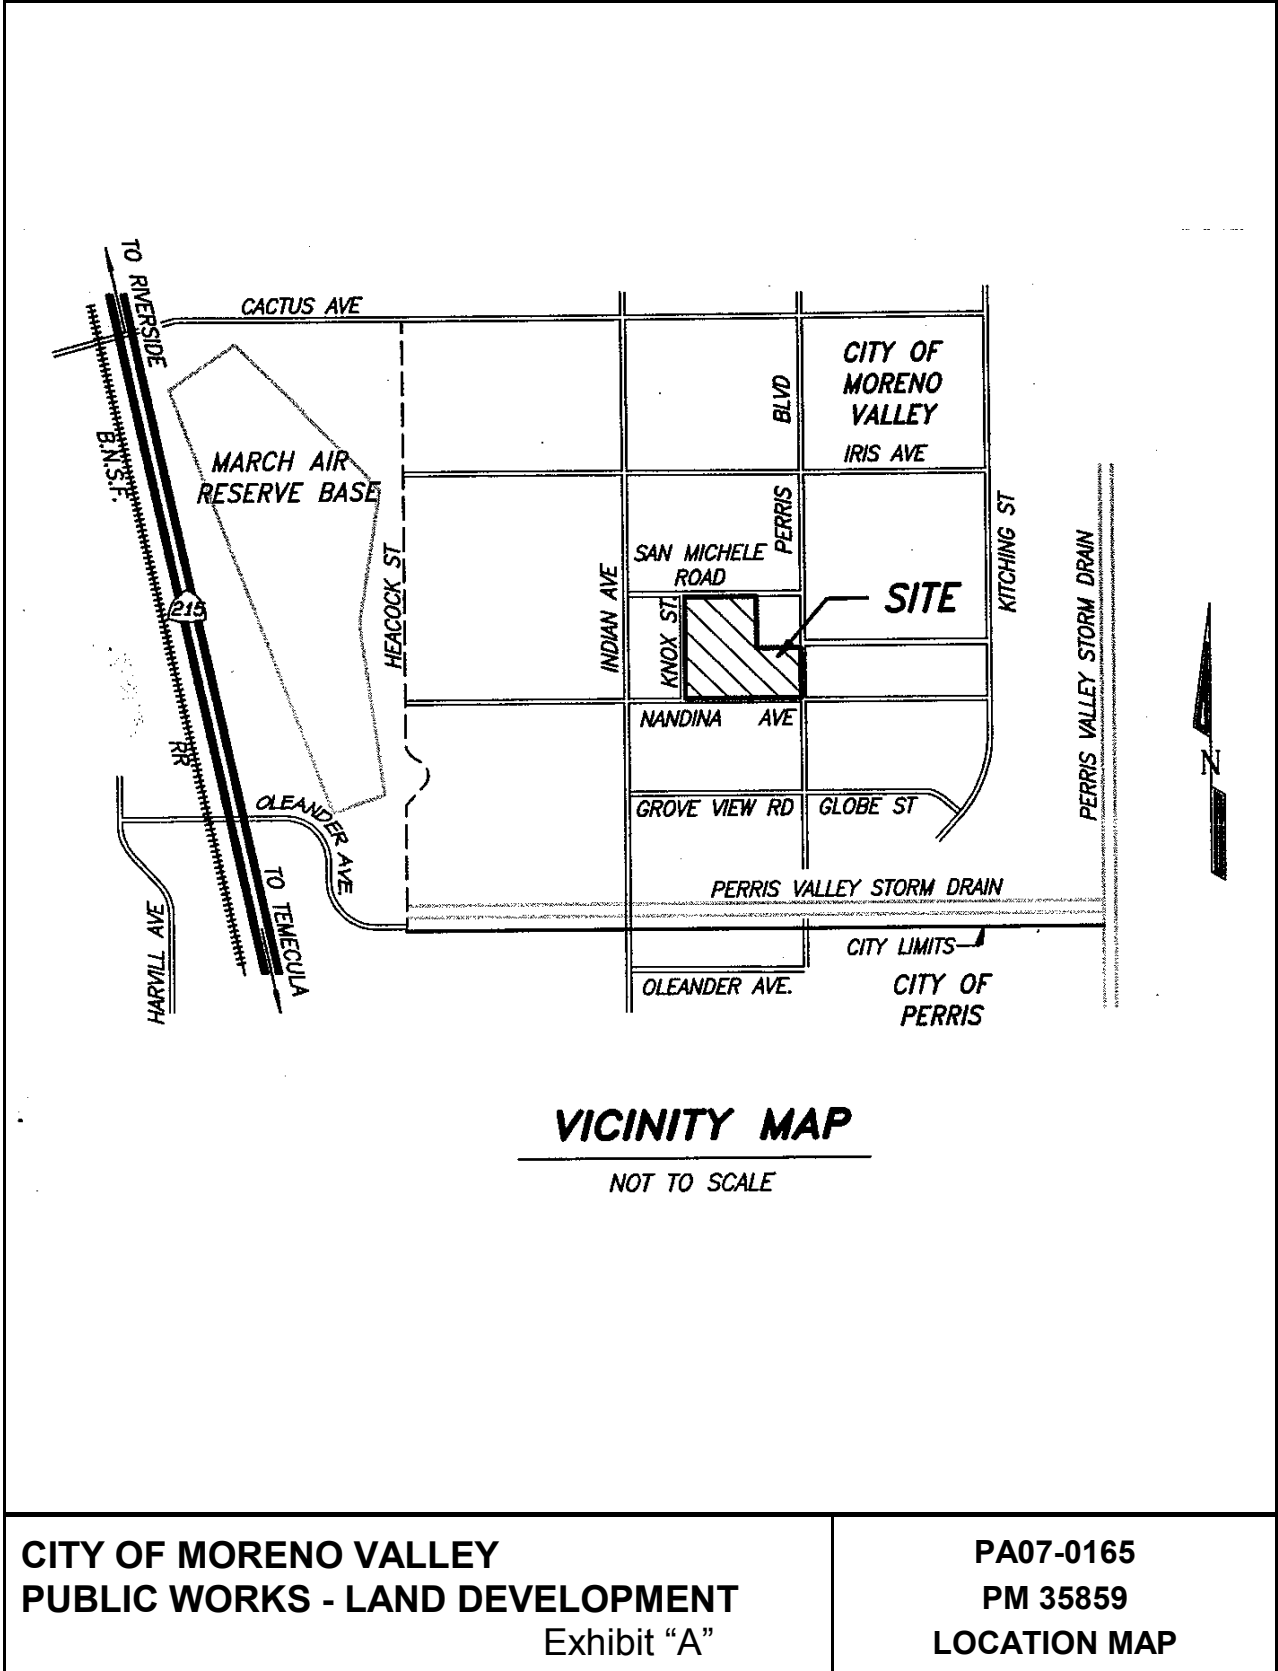 TO RIVERSIDE
CACTUS AVE
CITY OF
MORENO
VALLEY
BLVD
IRIS AVE
B.N.S.F.
MARCH AIR
RESERVE BASE
PERRIS
KITCHING ST
SAN MICHELE
ROAD
PERRIS VALLEY STORM DRAIN
HEACOCK ST
INDIAN AVE
KNOX ST.
SITE
215
NANDINA AVE
RR
N
OLEANDER AVE.
GROVE VIEW RD
GLOBE ST
TO TEMECULA
PERRIS VALLEY STORM DRAIN
HARVILL AVE
CITY LIMITS
OLEANDER AVE.
CITY OF
PERRIS
VICINITY MAP
NOT TO SCALE
CITY OF MORENO VALLEY
PUBLIC WORKS - LAND DEVELOPMENT
Exhibit “A”
PA07-0165
PM 35859
LOCATION MAP